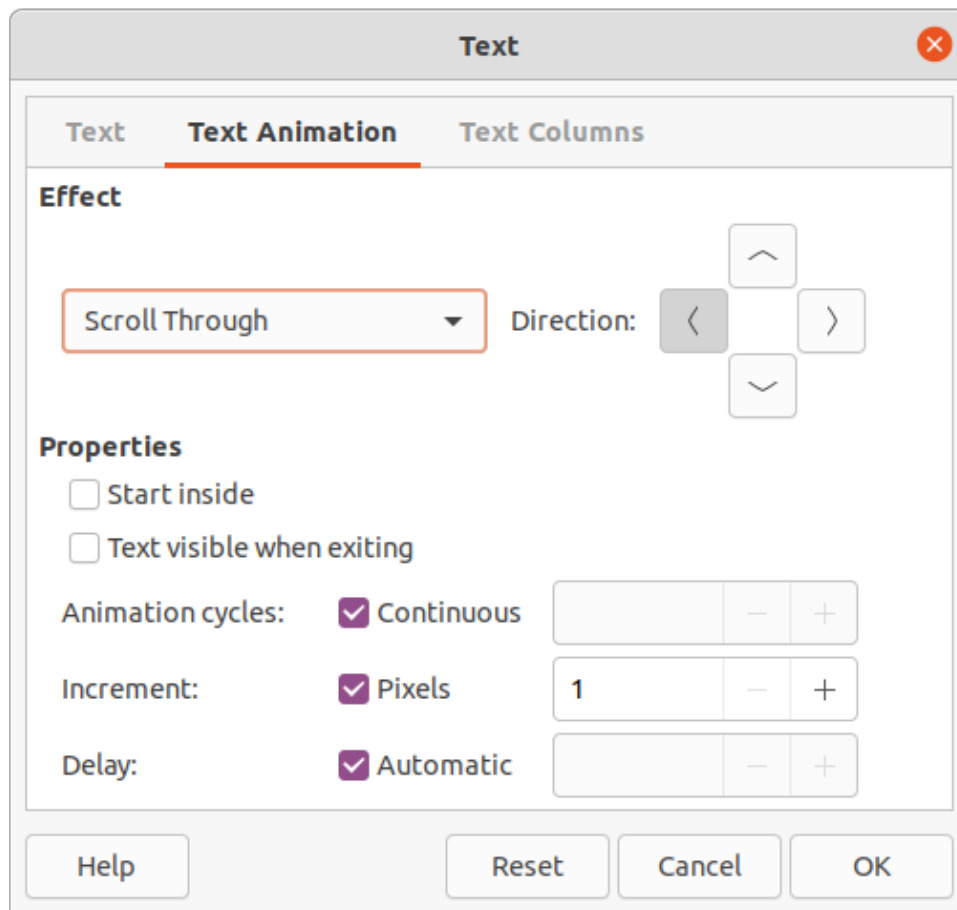 Text
Text Text Animation Text Columns
Effect
Scroll Through Direction:
Properties
Start inside
Text visible when exiting
Animation cycles: Continuous
Increment: Pixels 1
Delay: Automatic
Help Reset Cancel OK